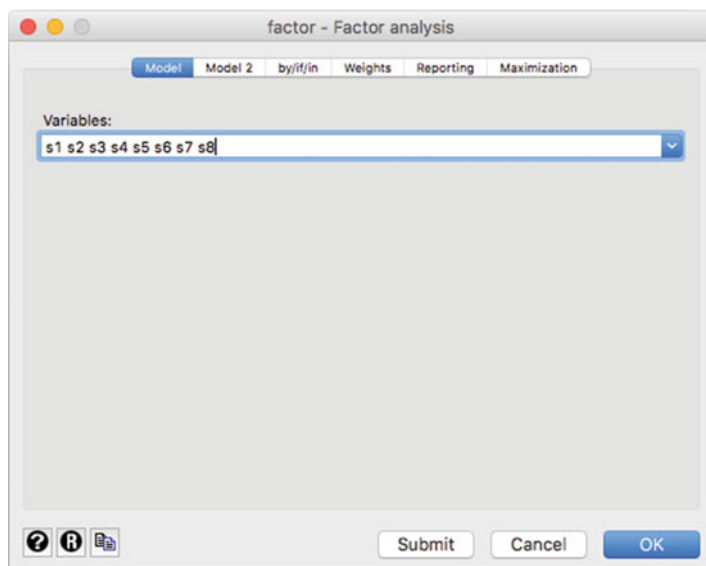 factor - Factor analysis
Model Model 2 by/if/in Weights Reporting Maximization
Variables:
s1 s2 s3 s4 s5 s6 s7 s8
? R Submit Cancel OK